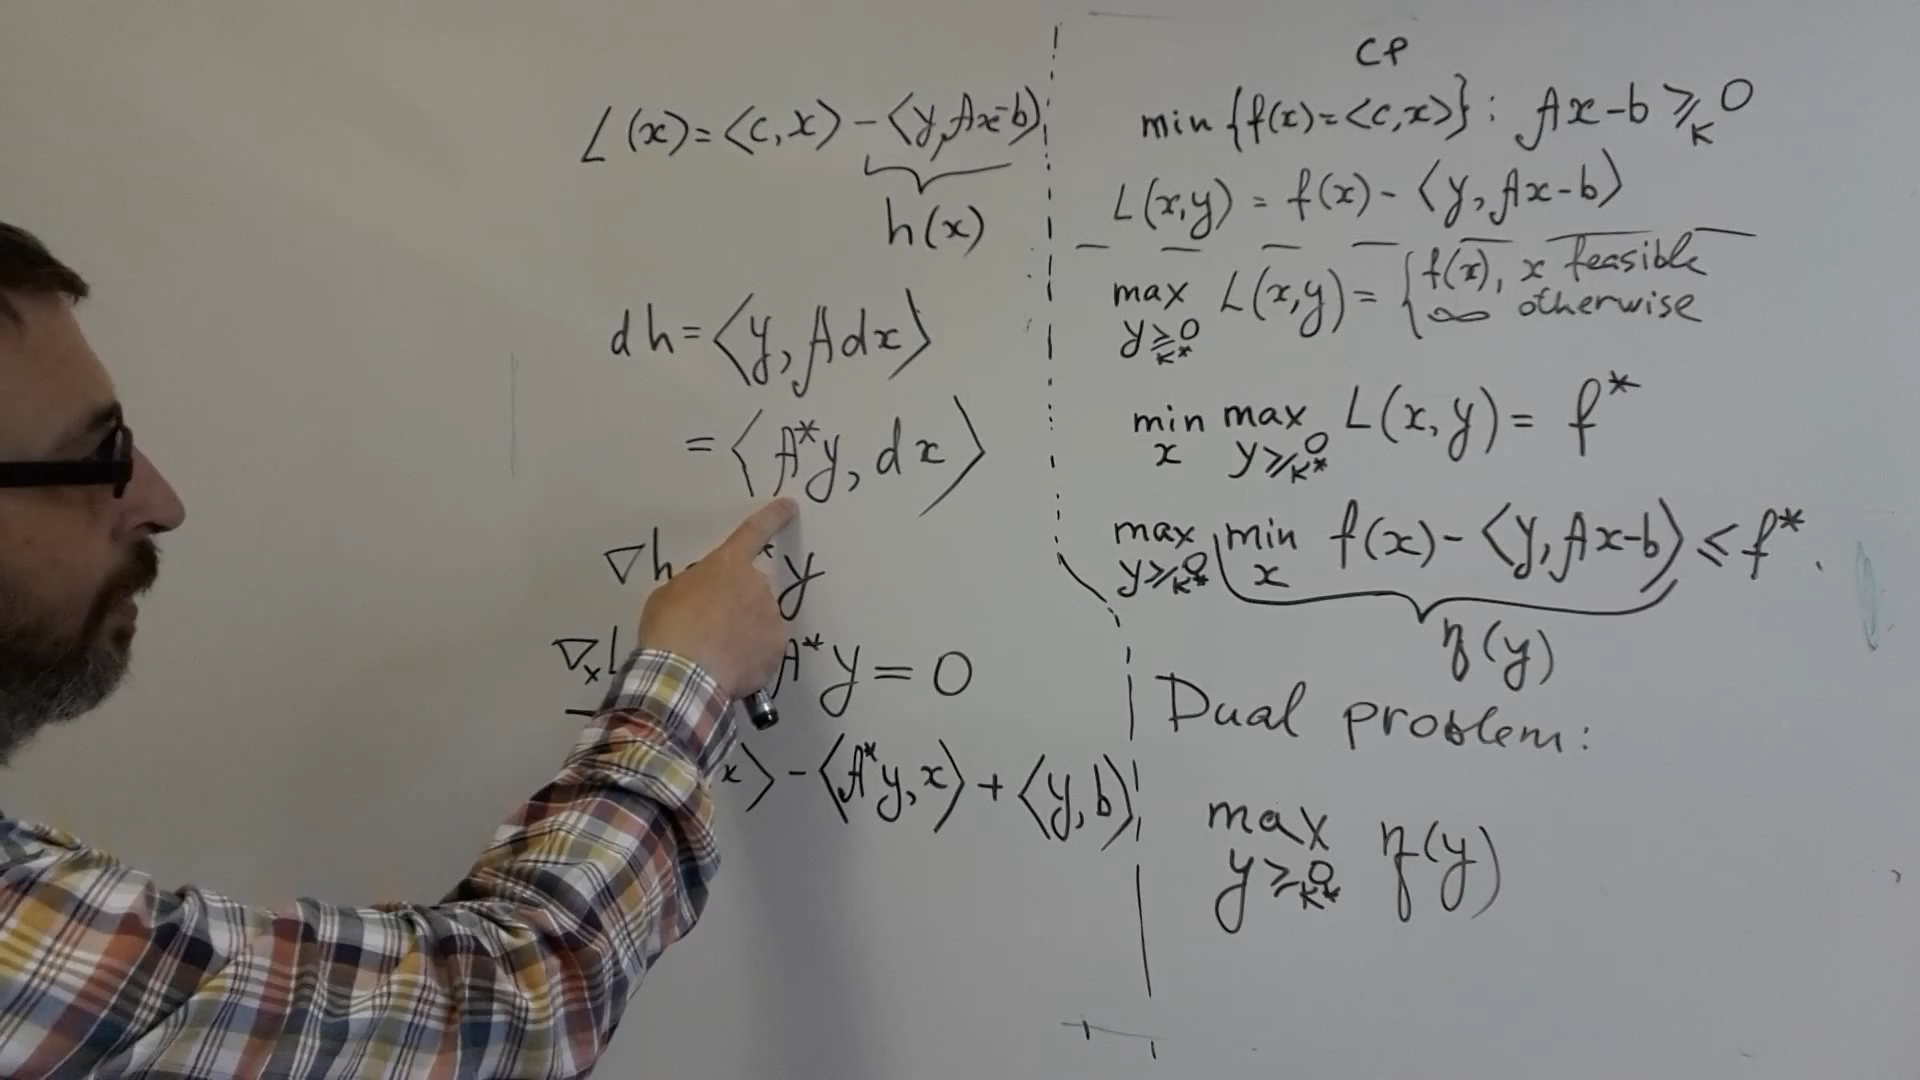 L(x) = <c, x> - <y, Ax-b>
h(x)
dh = <y, Adx>
= <A*y, dx>
∇h y
∇x A*y = 0
x> - <A*y, x> + <y, b>
CP
min {f(x) = <c, x>} : Ax - b ≥K 0
L(x,y) = f(x) - <y, Ax-b>
max y≥K* 0 L(x,y) = { f(x), x feasible
∞ otherwise
min x max y≥K* 0 L(x,y) = f*
max y≥K* 0 min x f(x) - <y, Ax-b> ≤ f*.
η(y)
Dual problem:
max y≥K* 0 η(y)